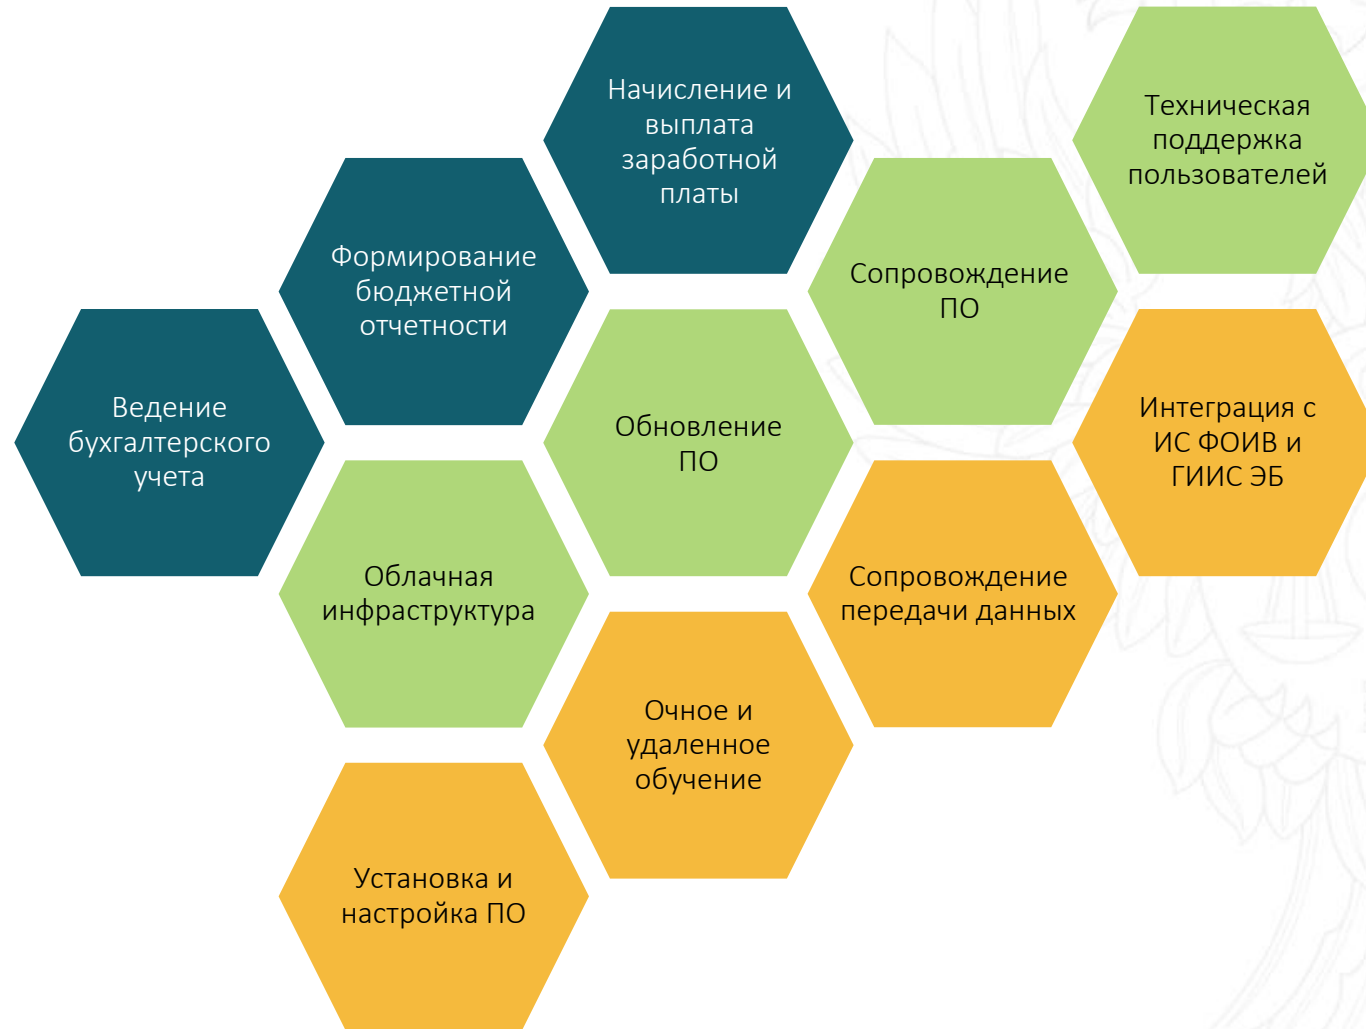 Начисление и
выплата
заработной
платы
Техническая
поддержка
пользователей
Формирование
бюджетной
отчетности
Сопровождение
ПО
Ведение
бухгалтерского
учета
Обновление
ПО
Интеграция с
ИС ФОИВ и
ГИИС ЭБ
Облачная
инфраструктура
Сопровождение
передачи данных
Очное и
удаленное
обучение
Установка и
настройка ПО